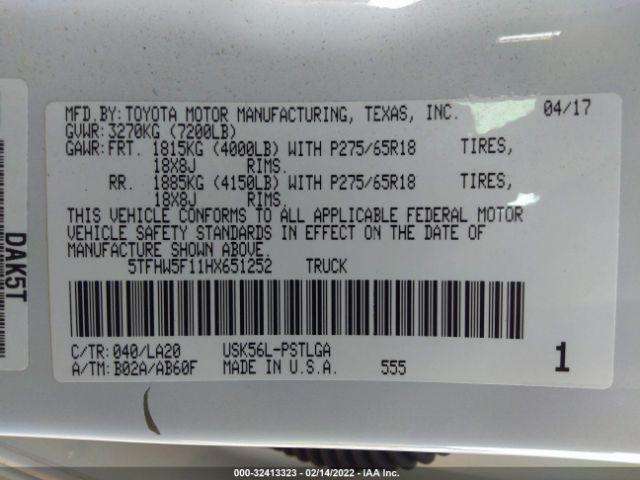 MFD.BY:TOYOTA MOTOR MANUFACTURING, TEXAS, INC. 04/17
GVWR:3270KG (7200LB)
GAWR:FRT. 1815KG (4000LB) WITH P275/65R18 TIRES,
18X8J RIMS.
RR. 1885KG (4150LB) WITH P275/65R18 TIRES,
18X8J RIMS.
THIS VEHICLE CONFORMS TO ALL APPLICABLE FEDERAL MOTOR
VEHICLE SAFETY STANDARDS IN EFFECT ON THE DATE OF
MANUFACTURE SHOWN ABOVE.
5TFHW5F11HX651252 TRUCK
C/TR:040/LA20 USK56L-PSTLGA
A/TM:B02A/AB60F MADE IN U.S.A. 555 1
DAK5T
000-32413323 - 02/14/2022 - IAA Inc.